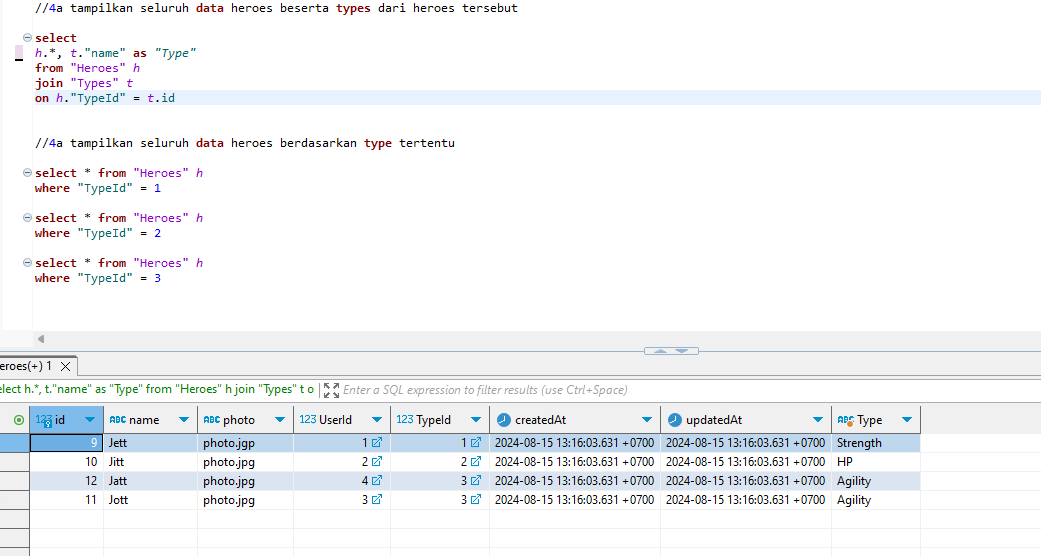 //4a tampilkan seluruh data heroes beserta types dari heroes tersebut
select
h.*, t."name" as "Type"
from "Heroes" h
join "Types" t
on h."TypeId" = t.id
//4a tampilkan seluruh data heroes berdasarkan type tertentu
select * from "Heroes" h
where "TypeId" = 1
select * from "Heroes" h
where "TypeId" = 2
select * from "Heroes" h
where "TypeId" = 3
eroes(+) 1
elect h.*, t."name" as "Type" from "Heroes" h join "Types" t o Enter a SQL expression to filter results (use Ctrl+Space)
123 id ABC name ABC photo 123 UserId 123 TypeId createdAt updatedAt ABC Type
9 Jett photo.jgp 1 1 2024-08-15 13:16:03.631 +0700 2024-08-15 13:16:03.631 +0700 Strength
10 Jitt photo.jpg 2 2 2024-08-15 13:16:03.631 +0700 2024-08-15 13:16:03.631 +0700 HP
12 Jatt photo.jpg 4 3 2024-08-15 13:16:03.631 +0700 2024-08-15 13:16:03.631 +0700 Agility
11 Jott photo.jpg 3 3 2024-08-15 13:16:03.631 +0700 2024-08-15 13:16:03.631 +0700 Agility